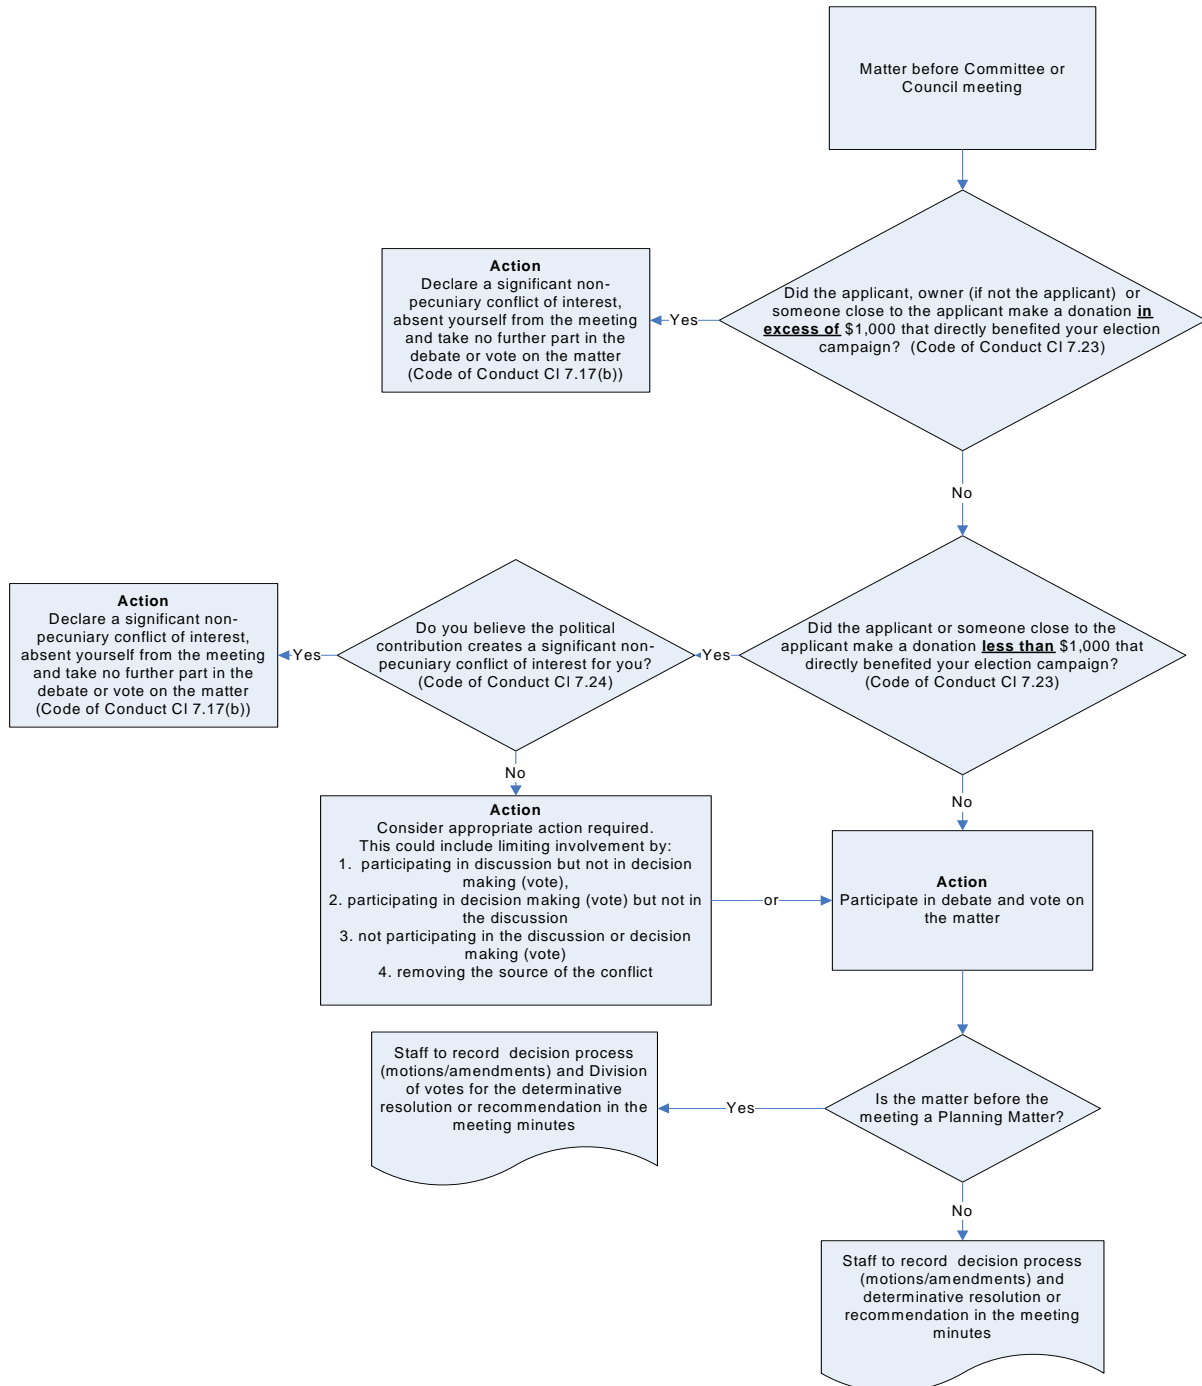 Matter before Committee or
Council meeting
Did the applicant, owner (if not the applicant)  or
someone close to the applicant make a donation in
excess of $1,000 that directly benefited your election
campaign?  (Code of Conduct Cl 7.23)
Yes
Action
Declare a significant non-
pecuniary conflict of interest,
absent yourself from the meeting
and take no further part in the
debate or vote on the matter
(Code of Conduct Cl 7.17(b))
No
Did the applicant or someone close to the
applicant make a donation less than $1,000 that
directly benefited your election campaign?
(Code of Conduct Cl 7.23)
Yes
Do you believe the political
contribution creates a significant non-
pecuniary conflict of interest for you?
(Code of Conduct Cl 7.24)
Yes
Action
Declare a significant non-
pecuniary conflict of interest,
absent yourself from the meeting
and take no further part in the
debate or vote on the matter
(Code of Conduct Cl 7.17(b))
No
Action
Consider appropriate action required.
This could include limiting involvement by:
1.  participating in discussion but not in decision
making (vote),
2. participating in decision making (vote) but not in
the discussion
3. not participating in the discussion or decision
making (vote)
4. removing the source of the conflict
or
No
Action
Participate in debate and vote on
the matter
Is the matter before the
meeting a Planning Matter?
Yes
Staff to record  decision process
(motions/amendments) and Division
of votes for the determinative
resolution or recommendation in the
meeting minutes
No
Staff to record  decision process
(motions/amendments) and
determinative resolution or
recommendation in the meeting
minutes